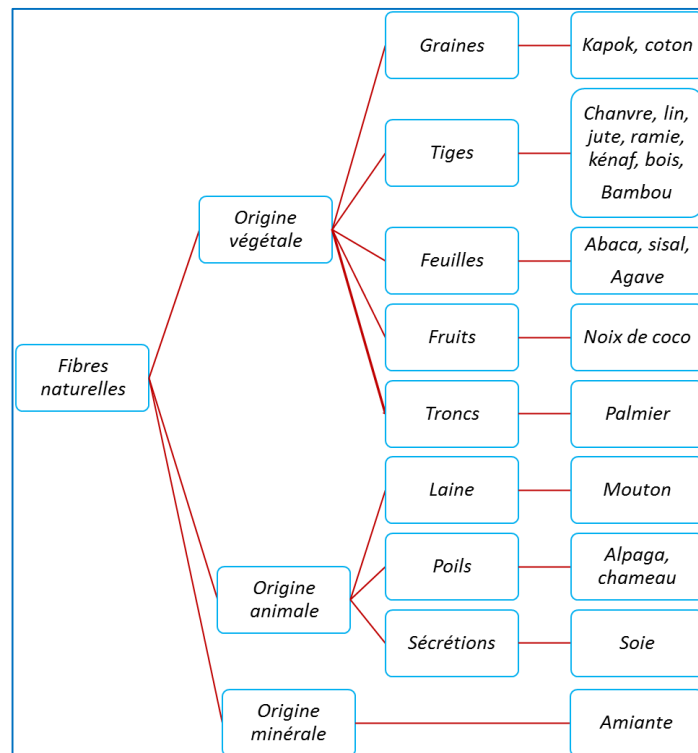 Graines
Kapok, coton
Chanvre, lin,
jute, ramie,
kénaf, bois,
Bambou
Tiges
Origine
végétale
Feuilles
Abaca, sisal,
Agave
Fruits
Noix de coco
Fibres
naturelles
Troncs
Palmier
Laine
Mouton
Poils
Alpaga,
chameau
Origine
animale
Sécrétions
Soie
Origine
minérale
Amiante